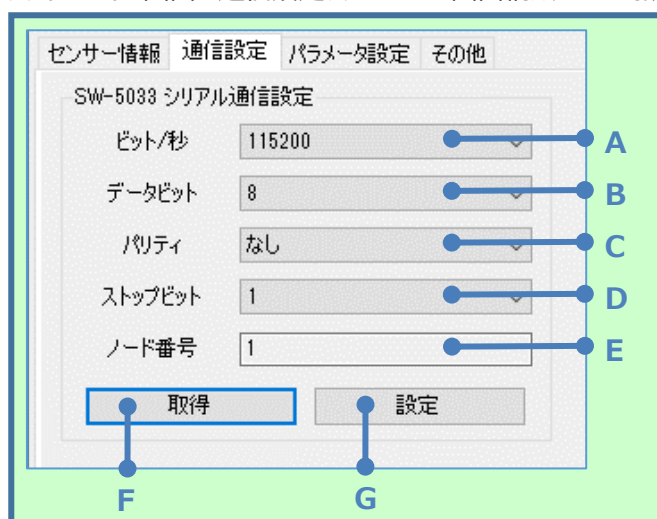 センサー情報 通信設定 パラメータ設定 その他
SW-5033 シリアル通信設定
ビット/秒 115200 A
データビット 8 B
パリティ なし C
ストップビット 1 D
ノード番号 1 E
取得 設定
F G